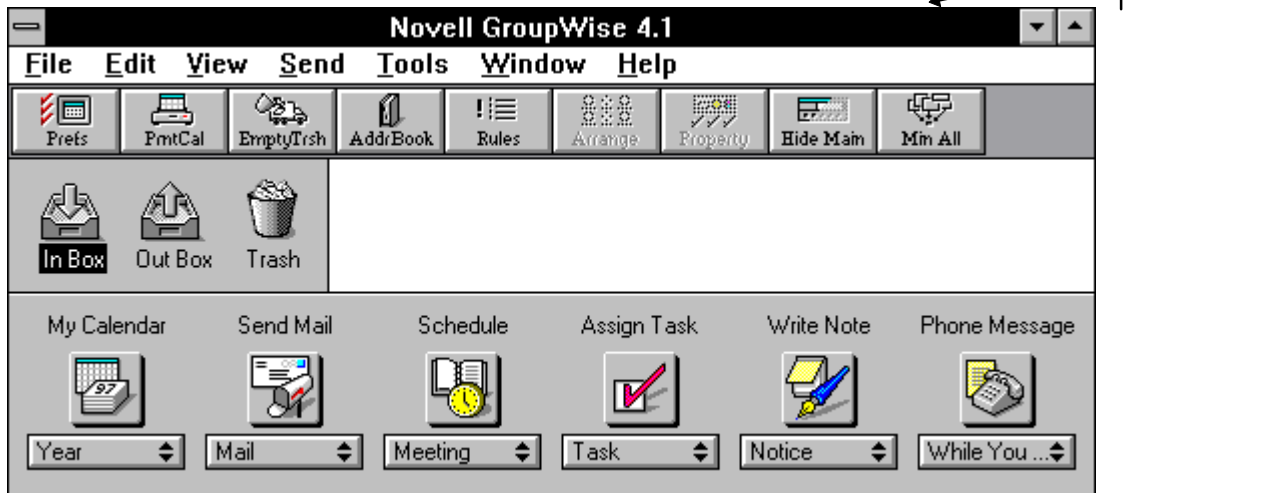 Novell GroupWise 4.1
File Edit View Send Tools Window Help
Prefs PrntCal EmptyTrsh AddrBook Rules Arrange Property Hide Main Min All
In Box Out Box Trash
My Calendar Send Mail Schedule Assign Task Write Note Phone Message
97
Year Mail Meeting Task Notice While You ...